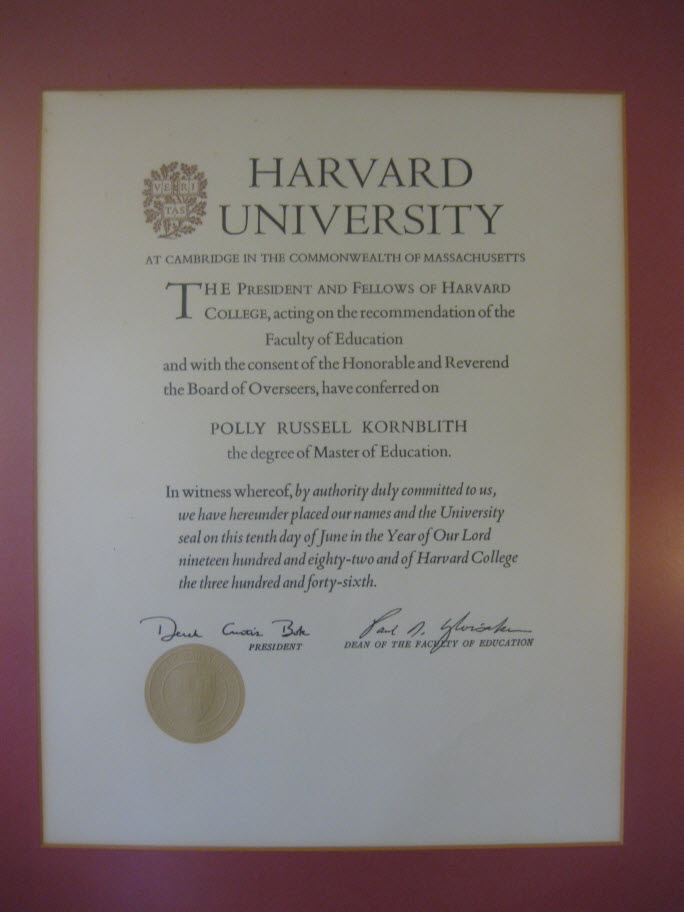 VE RI
TAS
HARVARD
UNIVERSITY
AT CAMBRIDGE IN THE COMMONWEALTH OF MASSACHUSETTS
THE PRESIDENT AND FELLOWS OF HARVARD
COLLEGE, acting on the recommendation of the
Faculty of Education
and with the consent of the Honorable and Reverend
the Board of Overseers, have conferred on
POLLY RUSSELL KORNBLITH
the degree of Master of Education.
In witness whereof, by authority duly committed to us,
we have hereunder placed our names and the University
seal on this tenth day of June in the Year of Our Lord
nineteen hundred and eighty-two and of Harvard College
the three hundred and forty-sixth.
Derek Curtis Bok
PRESIDENT
Paul N. Ylvisaker
DEAN OF THE FACULTY OF EDUCATION